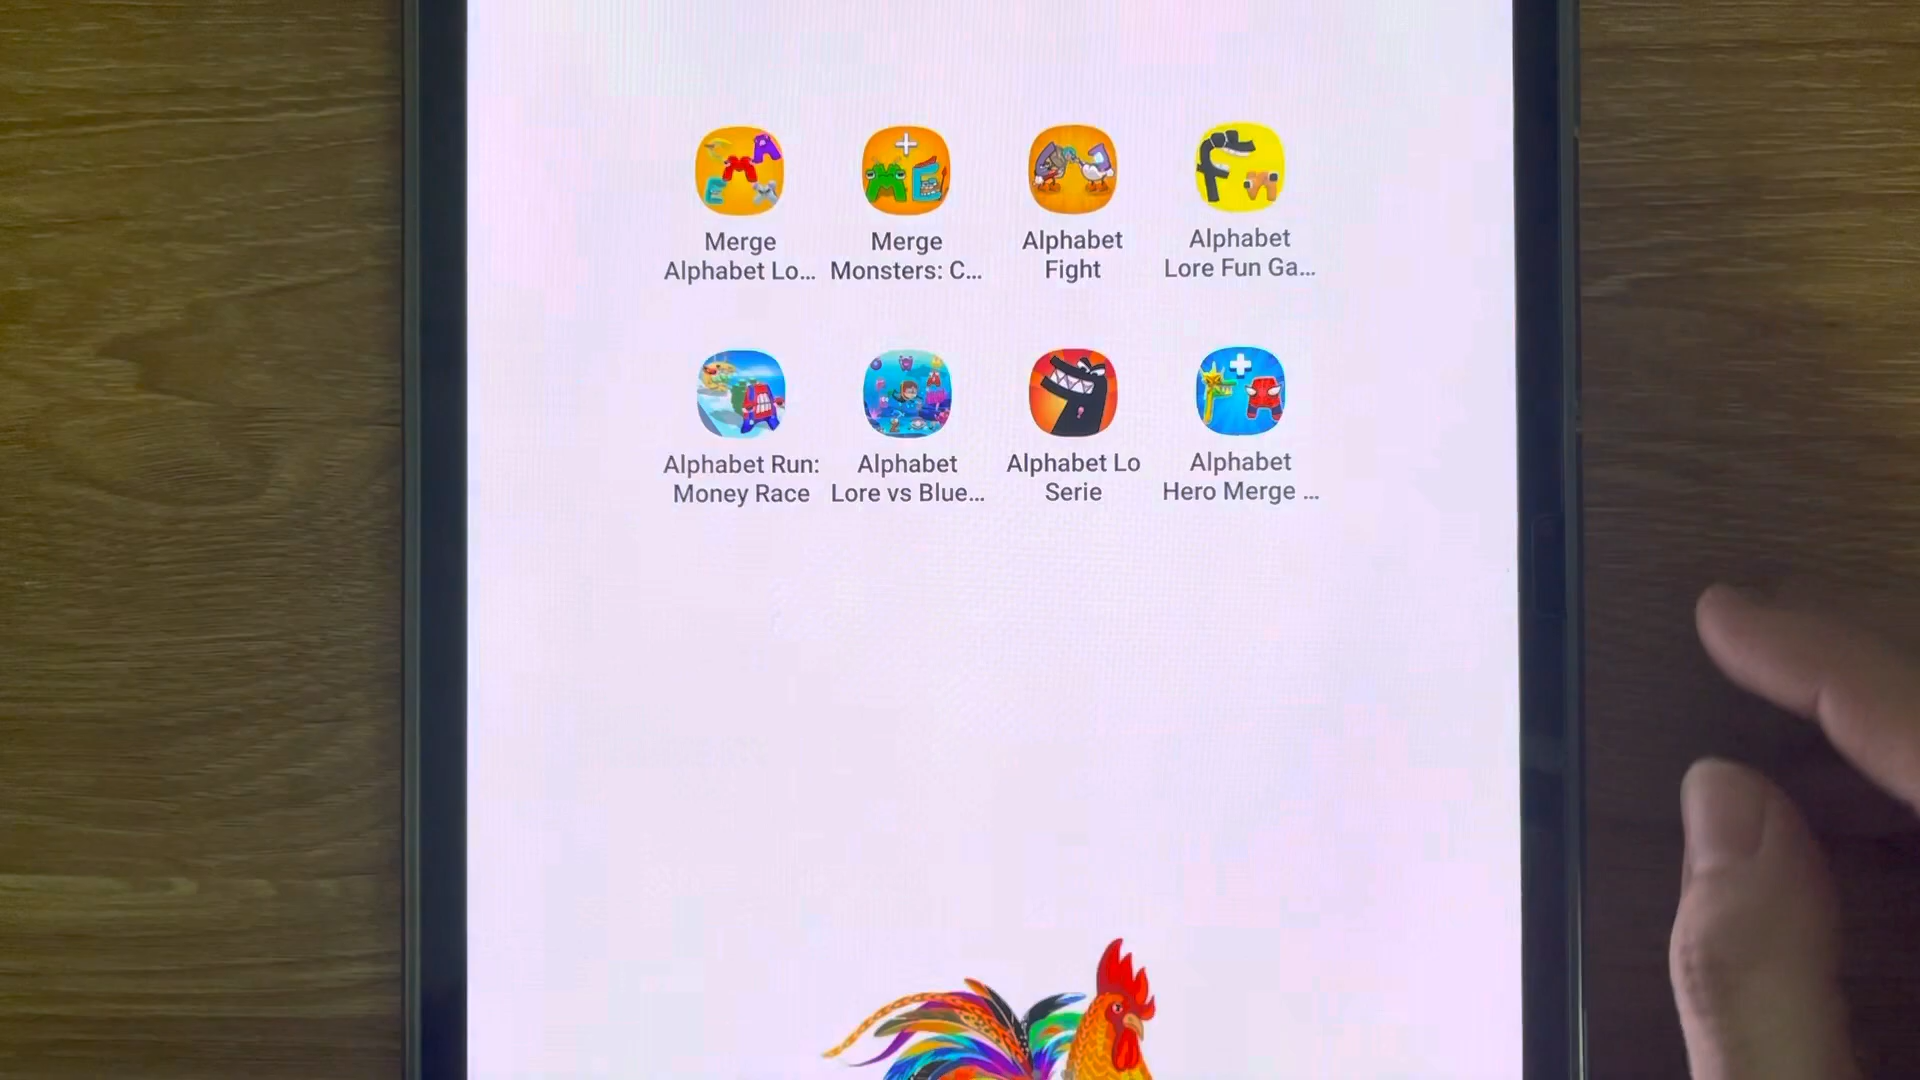 Merge
Alphabet Lo...
Merge
Monsters: C...
Alphabet
Fight
Alphabet
Lore Fun Ga...
Alphabet Run:
Money Race
Alphabet
Lore vs Blue...
Alphabet Lo
Serie
Alphabet
Hero Merge ...